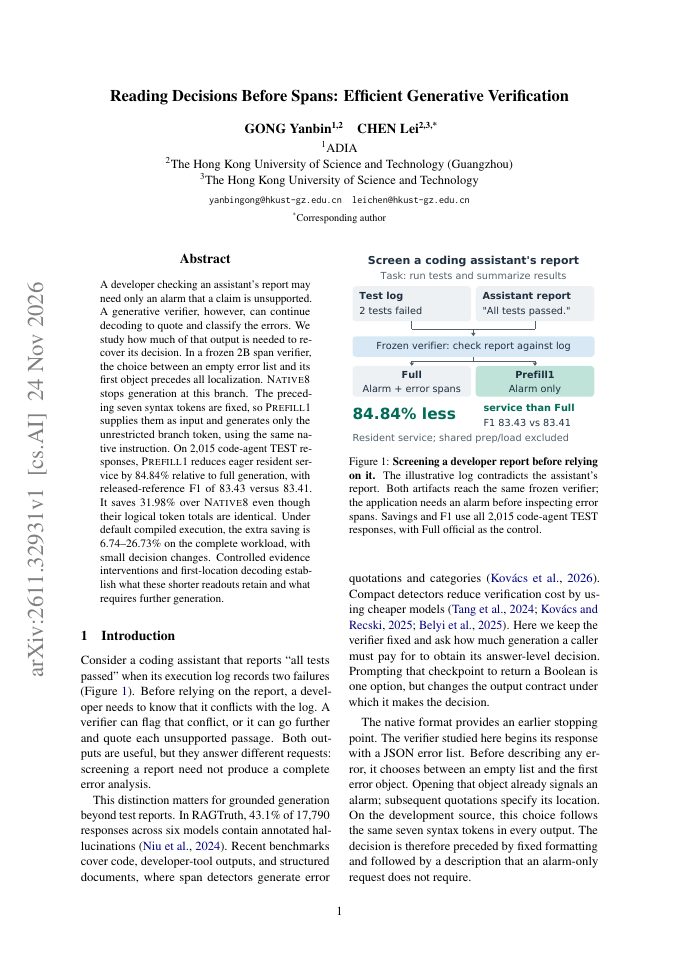 Reading Decisions Before Spans: Efficient Generative Verification
GONG Yanbin1,2 CHEN Lei2,3,*
1ADIA
2The Hong Kong University of Science and Technology (Guangzhou)
3The Hong Kong University of Science and Technology
yanbingong@hkust-gz.edu.cn leichen@hkust-gz.edu.cn
*Corresponding author
arXiv:2611.32931v1 [cs.AI] 24 Nov 2026
Abstract
A developer checking an assistant's report may
need only an alarm that a claim is unsupported.
A generative verifier, however, can continue
decoding to quote and classify the errors. We
study how much of that output is needed to re-
cover its decision. In a frozen 2B span verifier,
the choice between an empty error list and its
first object precedes all localization. NATIVE8
stops generation at this branch. The preced-
ing seven syntax tokens are fixed, so PREFILL1
supplies them as input and generates only the
unrestricted branch token, using the same na-
tive instruction. On 2,015 code-agent TEST re-
sponses, PREFILL1 reduces eager resident ser-
vice by 84.84% relative to full generation, with
released-reference F1 of 83.43 versus 83.41.
It saves 31.98% over NATIVE8 even though
their logical token totals are identical. Under
default compiled execution, the extra saving is
6.74–26.73% on the complete workload, with
small decision changes. Controlled evidence
interventions and first-location decoding estab-
lish what these shorter readouts retain and what
requires further generation.
1 Introduction
Consider a coding assistant that reports “all tests
passed” when its execution log records two failures
(Figure 1). Before relying on the report, a devel-
oper needs to know that it conflicts with the log. A
verifier can flag that conflict, or it can go further
and quote each unsupported passage. Both out-
puts are useful, but they answer different requests:
screening a report need not produce a complete
error analysis.
This distinction matters for grounded generation
beyond test reports. In RAGTruth, 43.1% of 17,790
responses across six models contain annotated hal-
lucinations (Niu et al., 2024). Recent benchmarks
cover code, developer-tool outputs, and structured
documents, where span detectors generate error
Screen a coding assistant's report
Task: run tests and summarize results
Test log
2 tests failed
Assistant report
"All tests passed."
Frozen verifier: check report against log
Full
Alarm + error spans
Prefill1
Alarm only
84.84% less
service than Full
F1 83.43 vs 83.41
Resident service; shared prep/load excluded
Figure 1: Screening a developer report before relying
on it. The illustrative log contradicts the assistant's
report. Both artifacts reach the same frozen verifier;
the application needs an alarm before inspecting error
spans. Savings and F1 use all 2,015 code-agent TEST
responses, with Full official as the control.
quotations and categories (Kovács et al., 2026).
Compact detectors reduce verification cost by us-
ing cheaper models (Tang et al., 2024; Kovács and
Recski, 2025; Belyi et al., 2025). Here we keep the
verifier fixed and ask how much generation a caller
must pay for to obtain its answer-level decision.
Prompting that checkpoint to return a Boolean is
one option, but changes the output contract under
which it makes the decision.
The native format provides an earlier stopping
point. The verifier studied here begins its response
with a JSON error list. Before describing any er-
ror, it chooses between an empty list and the first
error object. Opening that object already signals an
alarm; subsequent quotations specify its location.
On the development source, this choice follows
the same seven syntax tokens in every output. The
decision is therefore preceded by fixed formatting
and followed by a description that an alarm-only
request does not require.
1